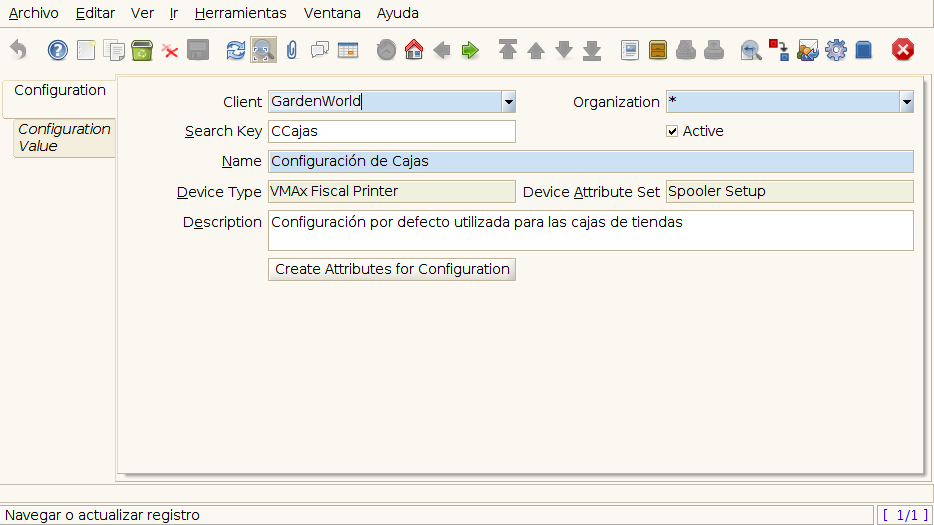 Archivo Editar Ver Ir Herramientas Ventana Ayuda
Configuration
Configuration
Value
Client GardenWorld Organization *
Search Key CCajas Active
Name Configuración de Cajas
Device Type VMAx Fiscal Printer Device Attribute Set Spooler Setup
Description Configuración por defecto utilizada para las cajas de tiendas
Create Attributes for Configuration
Navegar o actualizar registro [ 1/1 ]